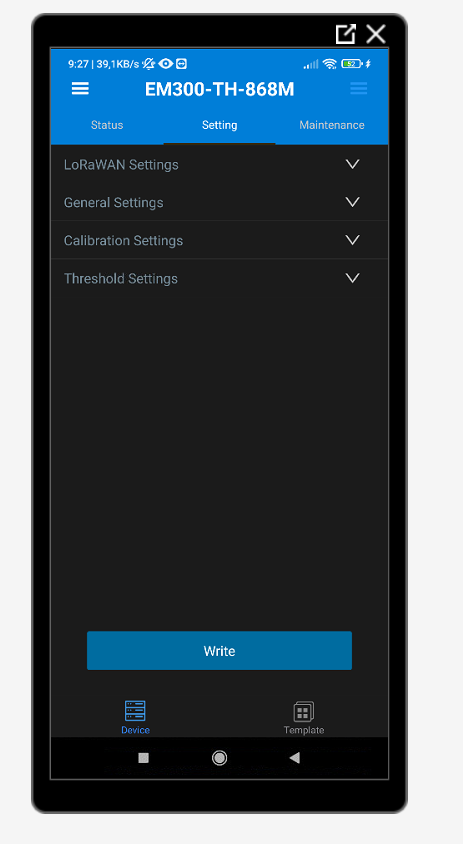 9:27 | 39,1KB/s
52
EM300-TH-868M
Status
Setting
Maintenance
LoRaWAN Settings
General Settings
Calibration Settings
Threshold Settings
Write
Device
Template